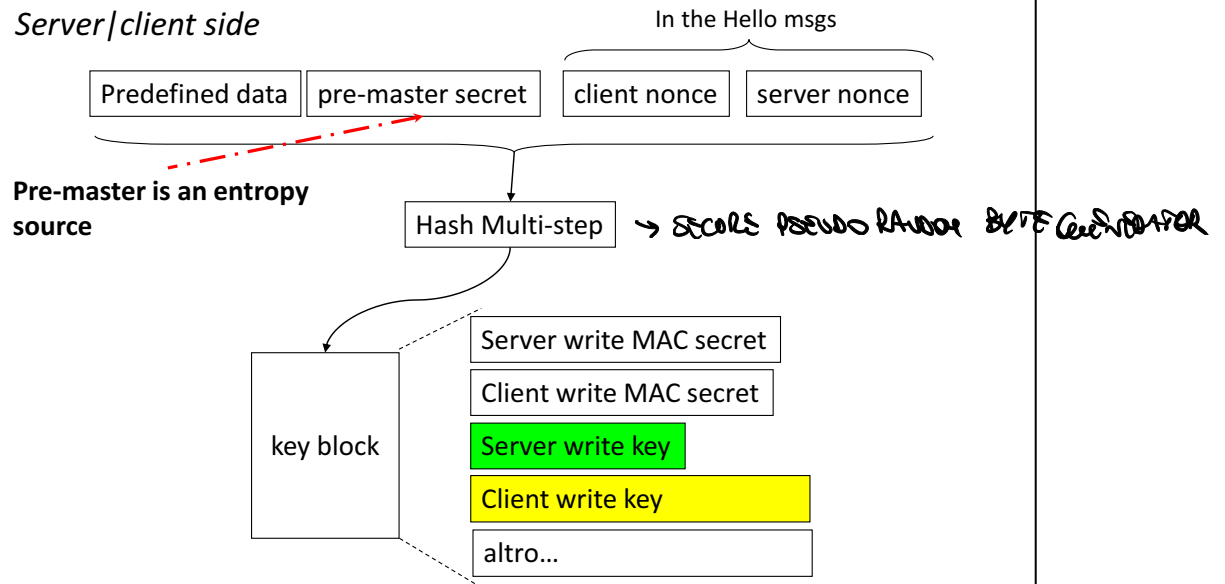 Server/client side
In the Hello msgs
Predefined data
pre-master secret
client nonce
server nonce
Pre-master is an entropy
source
Hash Multi-step
→ SECURE PSEUDO RANDOM BYTE GENERATOR
key block
Server write MAC secret
Client write MAC secret
Server write key
Client write key
altro…